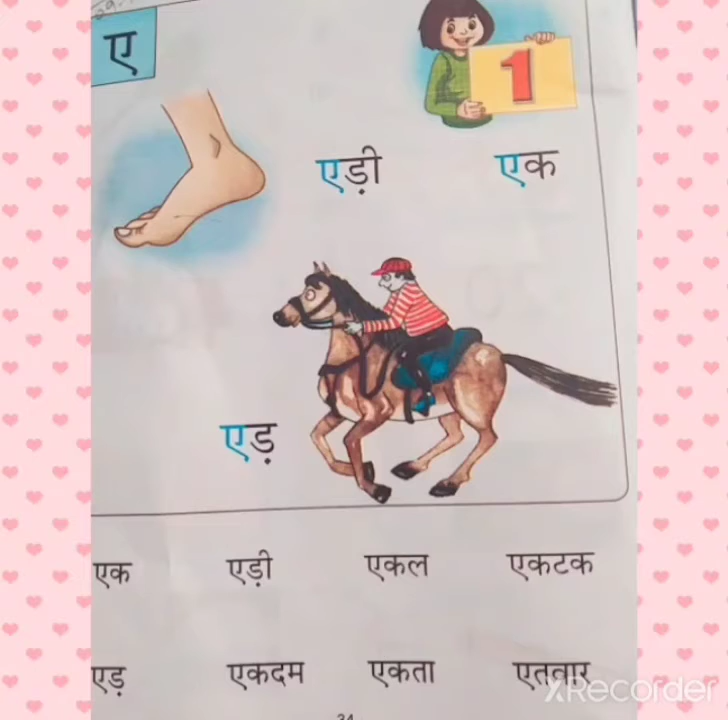 ए
1
एड़ी एक
एड़
एक एड़ी एकल एकटक
एड़ एकदम एकता एतवार
XRecorder